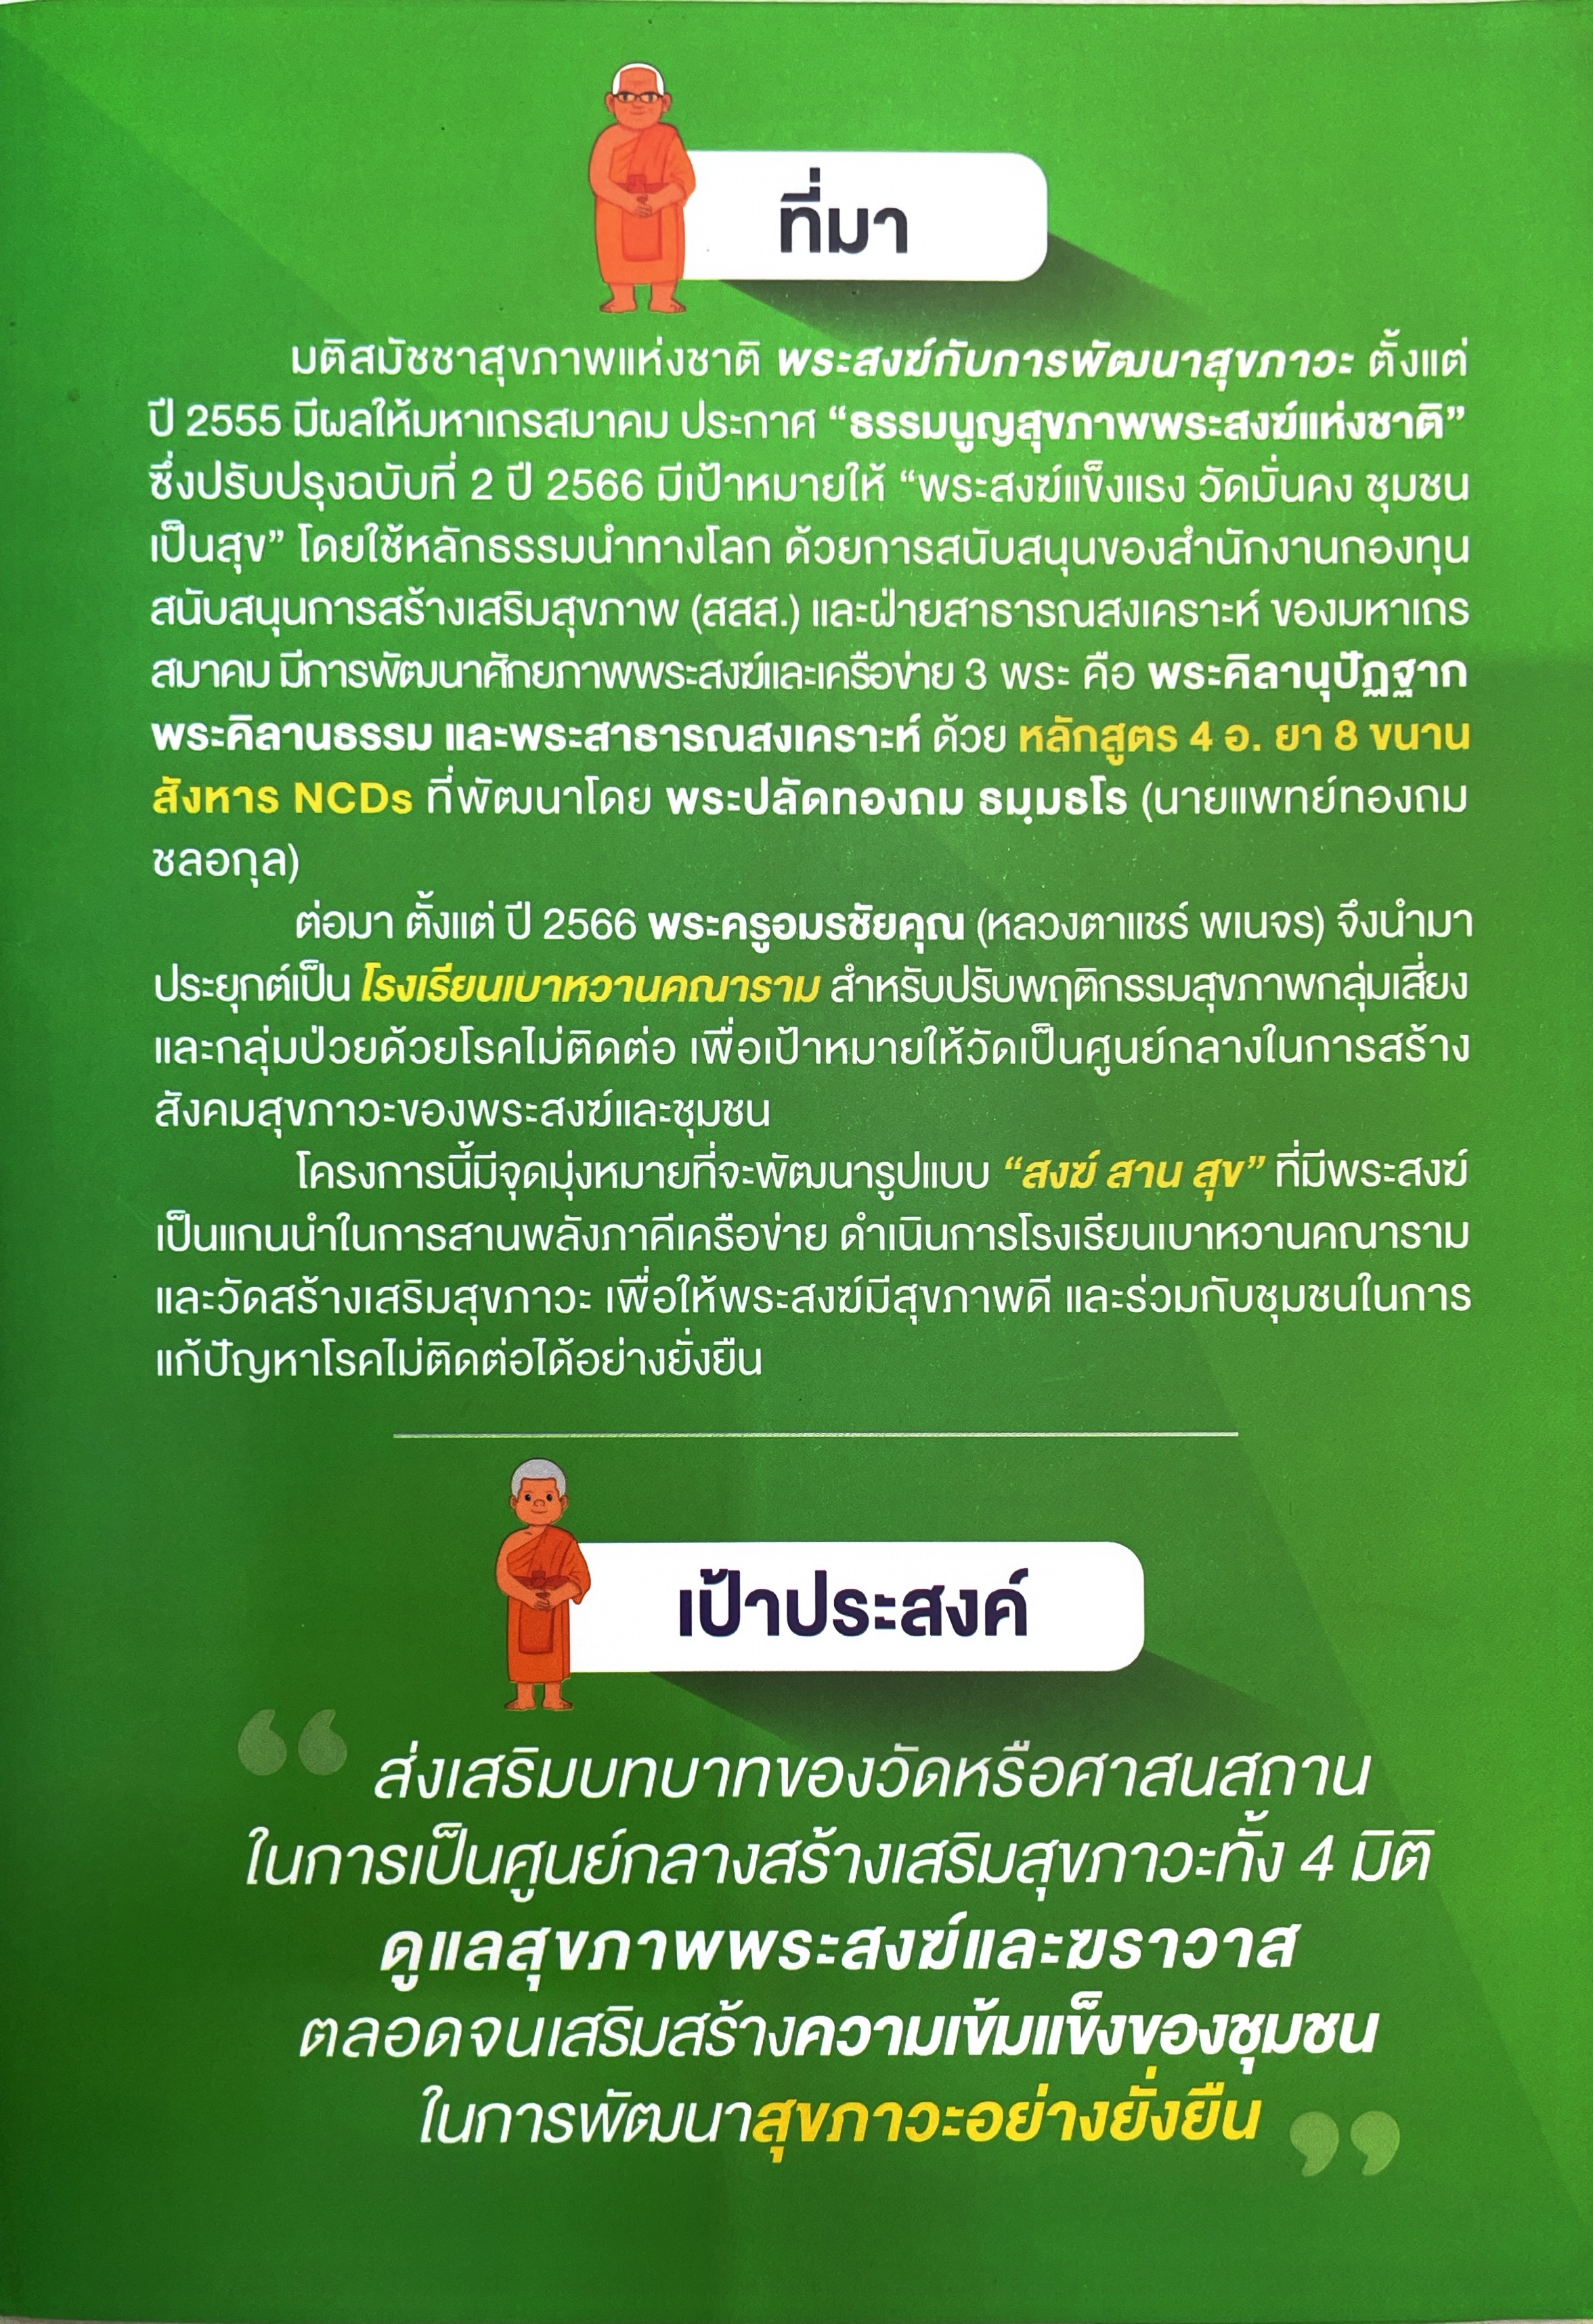 ที่มา
มติสมัชชาสุขภาพแห่งชาติ พระสงฆ์กับการพัฒนาสุขภาวะ ตั้งแต่
ปี 2555 มีผลให้มหาเถรสมาคม ประกาศ “ธรรมนูญสุขภาพพระสงฆ์แห่งชาติ”
ซึ่งปรับปรุงฉบับที่ 2 ปี 2566 มีเป้าหมายให้ “พระสงฆ์แข็งแรง วัดมั่นคง ชุมชน
เป็นสุข” โดยใช้หลักธรรมนำทางโลก ด้วยการสนับสนุนของสำนักงานกองทุน
สนับสนุนการสร้างเสริมสุขภาพ (สสส.) และฝ่ายสาธารณสงเคราะห์ ของมหาเถร
สมาคม มีการพัฒนาศักยภาพพระสงฆ์และเครือข่าย 3 พระ คือ พระคิลานุปัฏฐาก
พระคิลานธรรม และพระสาธารณสงเคราะห์ ด้วย หลักสูตร 4 อ. ยา 8 ขนาน
สังหาร NCDs ที่พัฒนาโดย พระปลัดทองถม ธมฺมธโร (นายแพทย์ทองถม
ชลอกุล)
ต่อมา ตั้งแต่ ปี 2566 พระครูอมรชัยคุณ (หลวงตาแชร์ พเนจร) จึงนำมา
ประยุกต์เป็น โรงเรียนเบาหวานคณาราม สำหรับปรับพฤติกรรมสุขภาพกลุ่มเสี่ยง
และกลุ่มป่วยด้วยโรคไม่ติดต่อ เพื่อเป้าหมายให้วัดเป็นศูนย์กลางในการสร้าง
สังคมสุขภาวะของพระสงฆ์และชุมชน
โครงการนี้มีจุดมุ่งหมายที่จะพัฒนารูปแบบ “สงฆ์ สาน สุข” ที่มีพระสงฆ์
เป็นแกนนำในการสานพลังภาคีเครือข่าย ดำเนินการโรงเรียนเบาหวานคณาราม
และวัดสร้างเสริมสุขภาวะ เพื่อให้พระสงฆ์มีสุขภาพดี และร่วมกับชุมชนในการ
แก้ปัญหาโรคไม่ติดต่อได้อย่างยั่งยืน
เป้าประสงค์
“ ส่งเสริมบทบาทของวัดหรือศาสนสถาน
ในการเป็นศูนย์กลางสร้างเสริมสุขภาวะทั้ง 4 มิติ
ดูแลสุขภาพพระสงฆ์และฆราวาส
ตลอดจนเสริมสร้างความเข้มแข็งของชุมชน
ในการพัฒนาสุขภาวะอย่างยั่งยืน ”